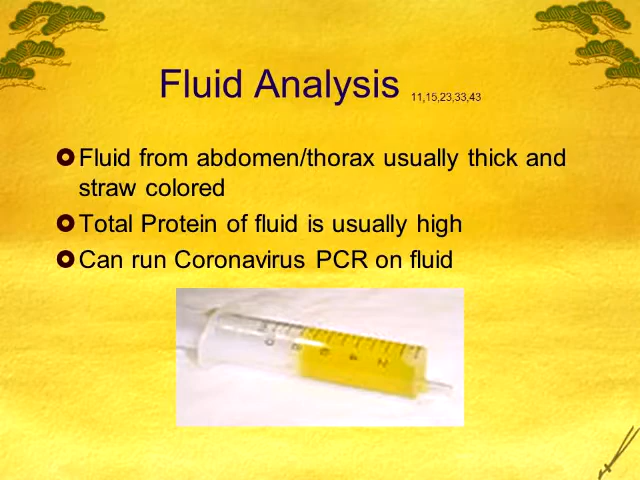 Fluid Analysis 11,15,23,33,43
Fluid from abdomen/thorax usually thick and
straw colored
Total Protein of fluid is usually high
Can run Coronavirus PCR on fluid